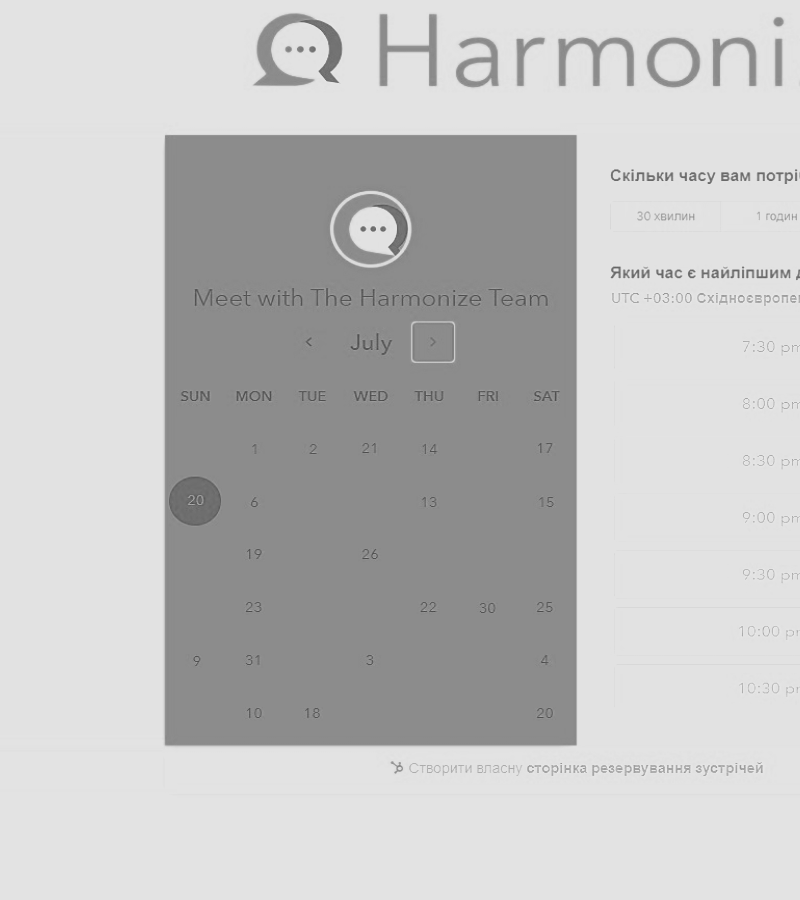 Harmoni
Meet with The Harmonize Team
July
SUN MON TUE WED THU FRI SAT
1 2 21 14 17
20 6 13 15
19 26
23 22 30 25
9 31 3 4
10 18 20
Скільки часу вам потрі
30 хвилин 1 годин
Який час є найліпшим д
UTC +03:00 Східноєвропе
7:30 pm
8:00 pm
8:30 pm
9:00 pm
9:30 pm
10:00 pm
10:30 pm
Створити власну сторінка резервування зустрічей